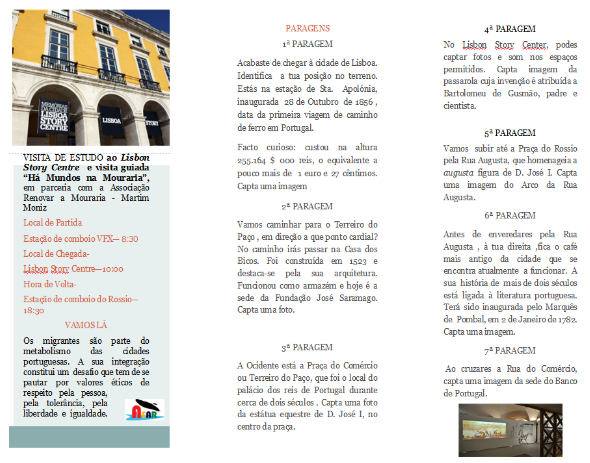 MEMÓRIAS
LISBOA
STORY
CENTRE
LISBOA
VISITA DE ESTUDO ao Lisbon
Story Centre e visita guiada
“Há Mundos na Mouraria”,
em parceria com a Associação
Renovar a Mouraria - Martim
Moniz
Local de Partida
Estação de comboio VFX— 8:30
Local de Chegada-
Lisbon Story Centre—10:00
Hora de Volta-
Estação de comboio do Rossio—
18:30
VAMOS LÁ
Os migrantes são parte do
metabolismo das cidades
portuguesas. A sua integração
constitui um desafio que tem de se
pautar por valores éticos de
respeito pela pessoa,
pela tolerância, pela
liberdade e igualdade.
PARAGENS
1ª PARAGEM
Acabaste de chegar à cidade de Lisboa.
Identifica a tua posição no terreno.
Estás na estação de Sta. Apolónia,
inaugurada 28 de Outubro de 1856 ,
data da primeira viagem de caminho
de ferro em Portugal.
Facto curioso: custou na altura
255.164 $ 000 reis, o equivalente a
pouco mais de 1 euro e 27 cêntimos.
Capta uma imagem
2ª PARAGEM
Vamos caminhar para o Terreiro do
Paço , em direção a que ponto cardial?
No caminho irás passar na Casa dos
Bicos. Foi construída em 1523 e
destaca-se pela sua arquitetura.
Funcionou como armazém e hoje é a
sede da Fundação José Saramago.
Capta uma foto.
3ª PARAGEM
A Ocidente está a Praça do Comércio
ou Terreiro do Paço, que foi o local do
palácio dos reis de Portugal durante
cerca de dois séculos . Capta uma foto
da estátua equestre de D. José I, no
centro da praça.
4ª PARAGEM
No Lisbon Story Center, podes
captar fotos e som nos espaços
permitidos. Capta imagem da
passarola cuja invenção é atribuída a
Bartolomeu de Gusmão, padre e
cientista.
5ª PARAGEM
Vamos subir até a Praça do Rossio
pela Rua Augusta, que homenageia a
augusta figura de D. José I. Capta
uma imagem do Arco da Rua
Augusta.
6ª PARAGEM
Antes de enveredares pela Rua
Augusta , à tua direita ,fica o café
mais antigo da cidade que se
encontra atualmente a funcionar. A
sua história de mais de dois séculos
está ligada à literatura portuguesa.
Terá sido inaugurada pelo Marquês
de Pombal, em 2 de Janeiro de 1782.
Capta uma imagem.
7ª PARAGEM
Ao cruzares a Rua do Comércio,
capta uma imagem da sede do Banco
de Portugal.